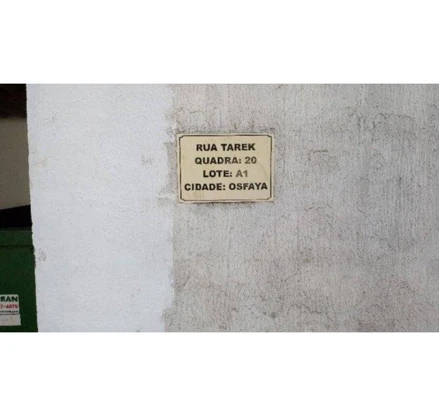 RUA TAREK
QUADRA: 20
LOTE: A1
CIDADE: OSFAYA